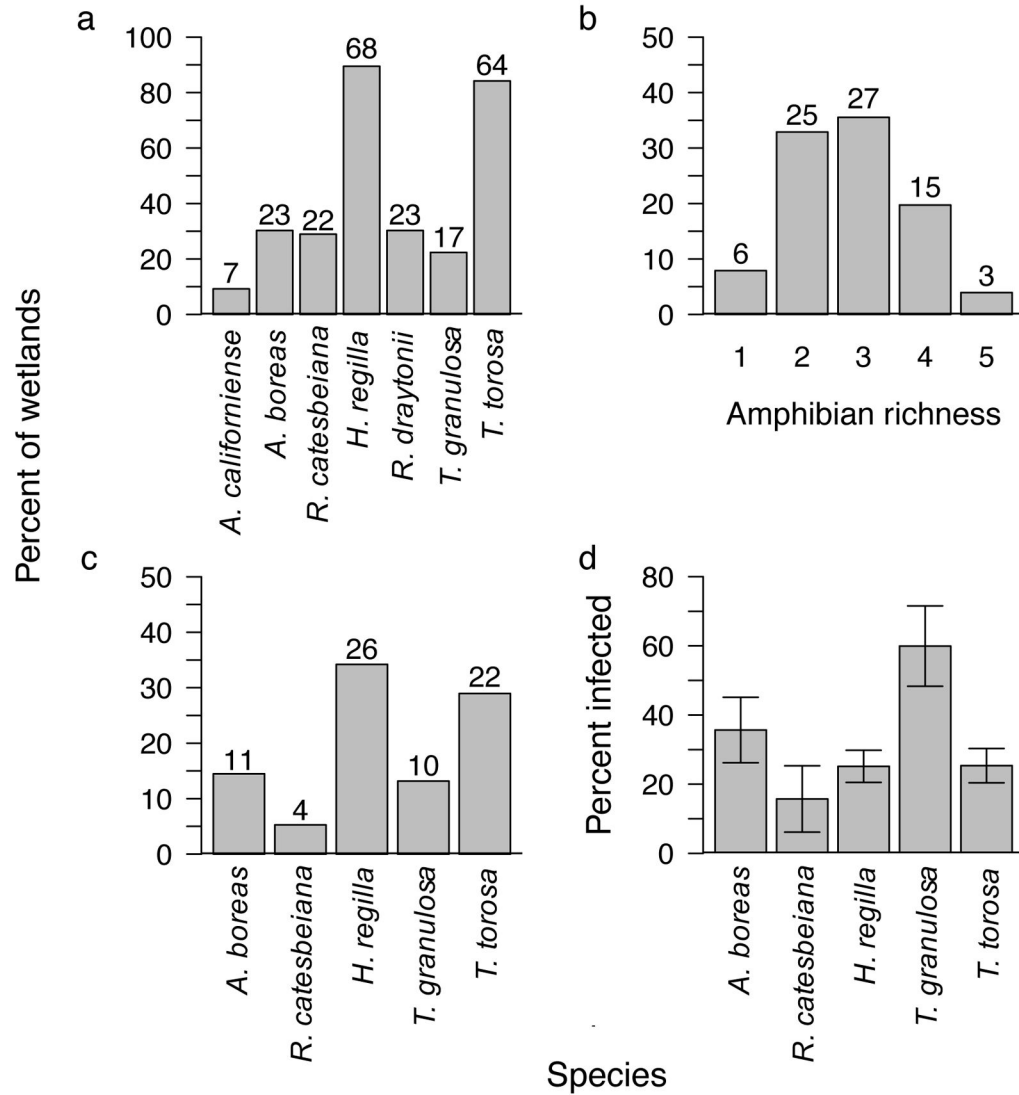 a
100
80
60
40
20
0
7
23
22
68
23
17
64
A. californiense
A. boreas
R. catesbeiana
H. regilla
R. draytonii
T. granulosa
T. torosa
b
50
40
30
20
10
0
6
25
27
15
3
1 2 3 4 5
Amphibian richness
Percent of wetlands
c
50
40
30
20
10
0
11
4
26
10
22
A. boreas
R. catesbeiana
H. regilla
T. granulosa
T. torosa
d
Percent infected
80
60
40
20
0
A. boreas
R. catesbeiana
H. regilla
T. granulosa
T. torosa
Species